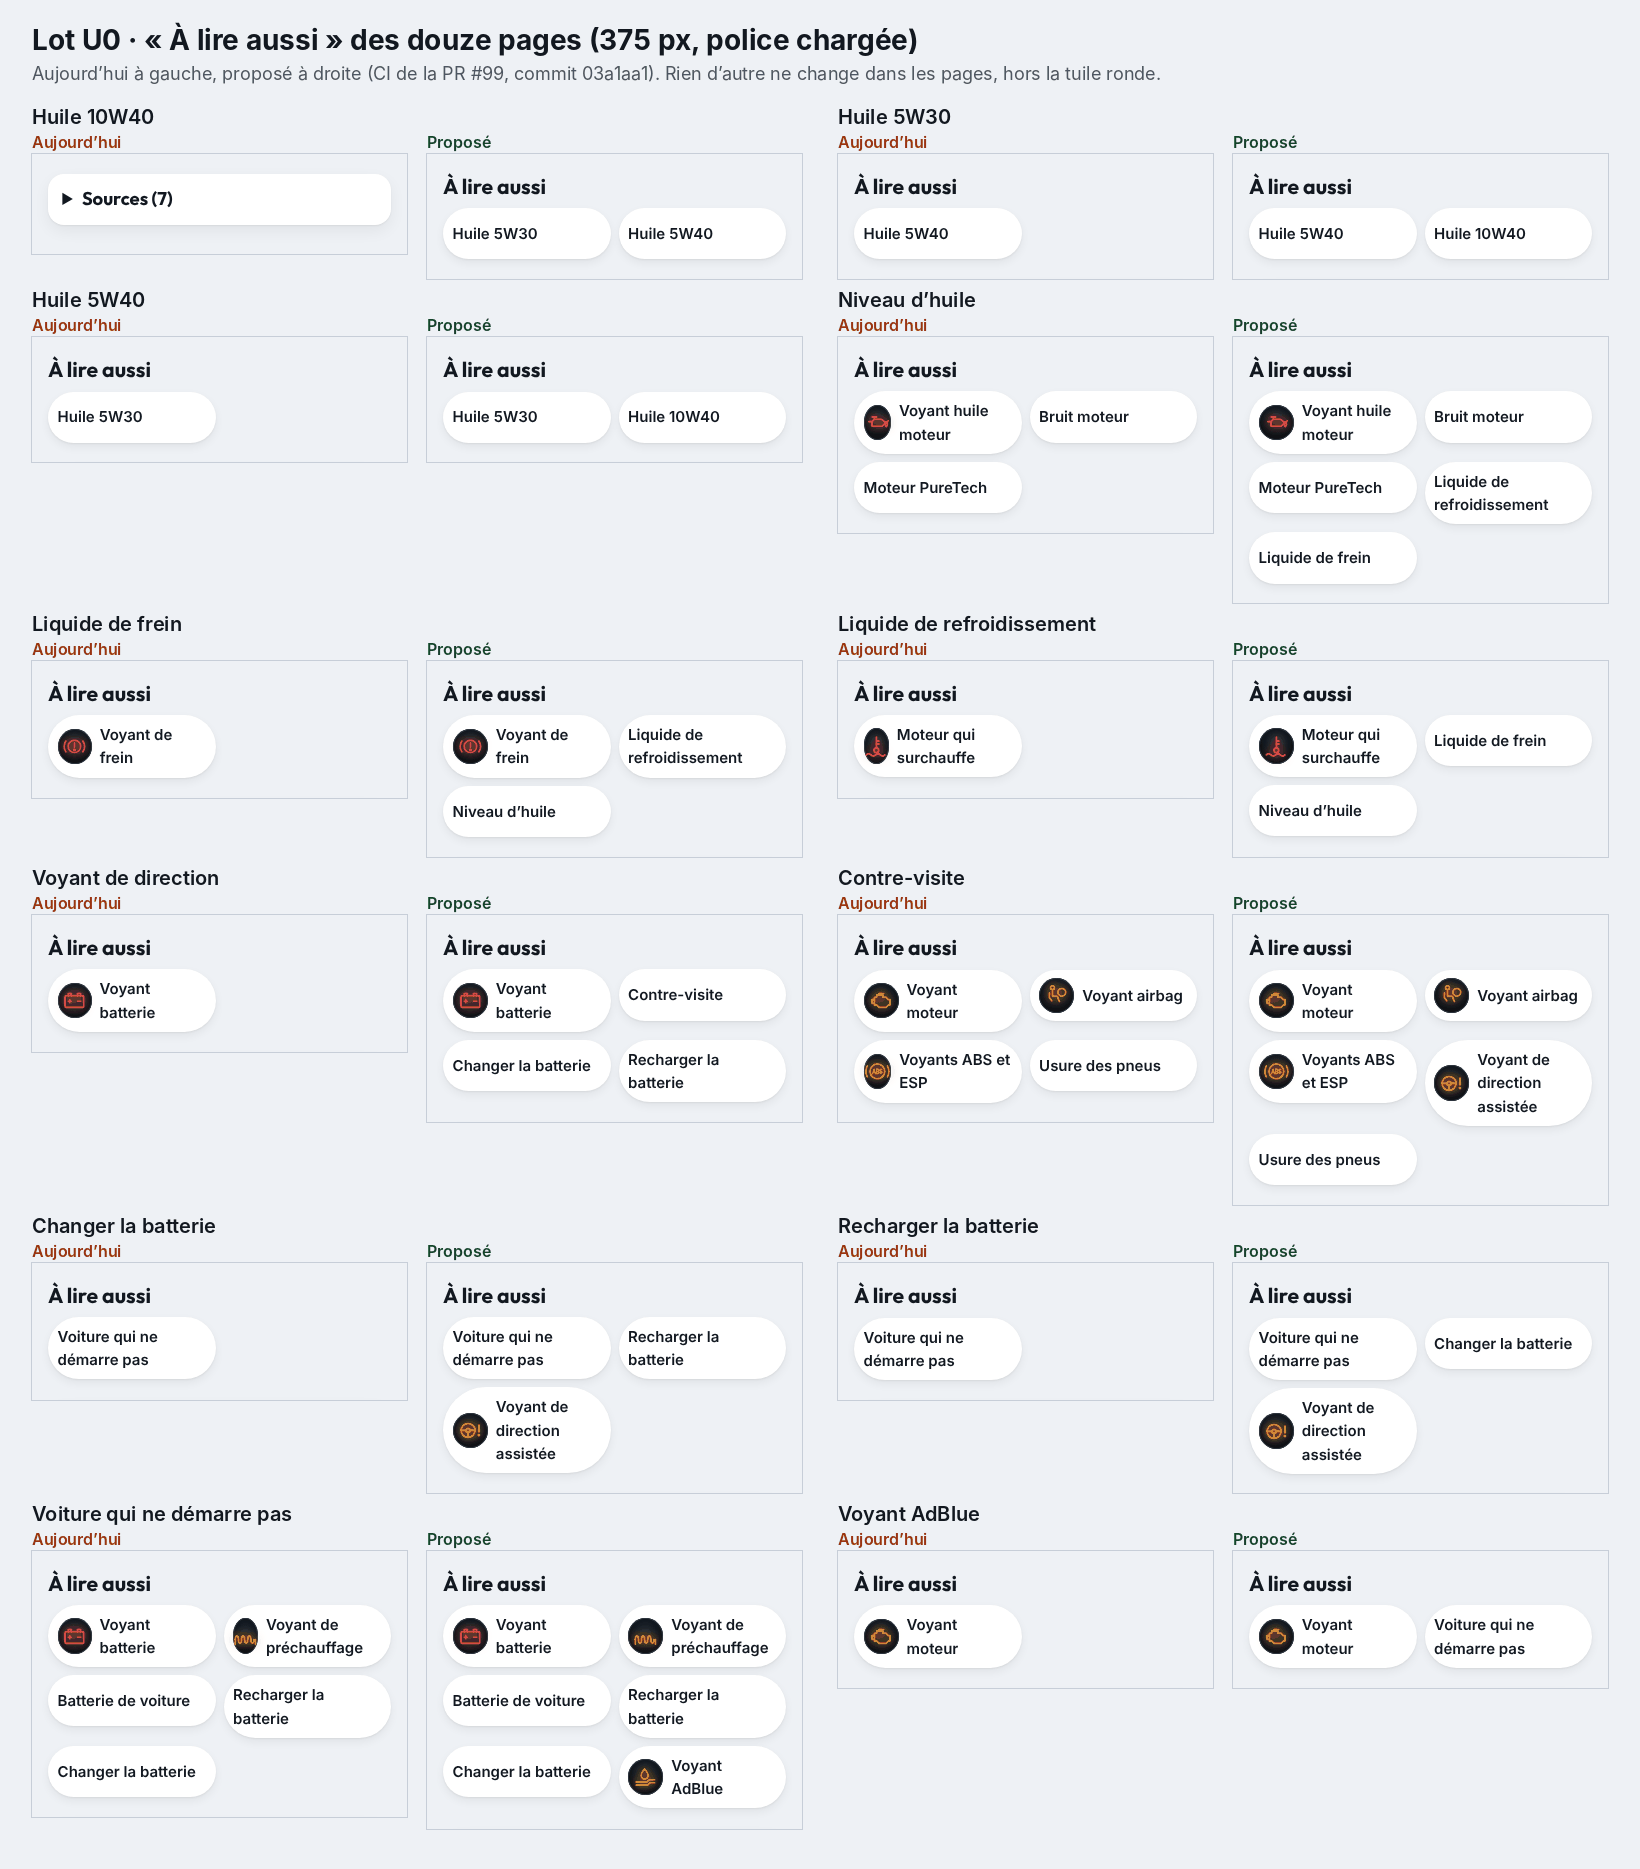 Lot U0 · « À lire aussi » des douze pages (375 px, police chargée)
Aujourd’hui à gauche, proposé à droite (CI de la PR #99, commit 03a1aa1). Rien d’autre ne change dans les pages, hors la tuile ronde.
Huile 10W40
Aujourd’hui
Sources (7)
Proposé
À lire aussi
Huile 5W30
Huile 5W40
Huile 5W30
Aujourd’hui
À lire aussi
Huile 5W40
Proposé
À lire aussi
Huile 5W40
Huile 10W40
Huile 5W40
Aujourd’hui
À lire aussi
Huile 5W30
Proposé
À lire aussi
Huile 5W30
Huile 10W40
Niveau d’huile
Aujourd’hui
À lire aussi
Voyant huile
moteur
Bruit moteur
Moteur PureTech
Proposé
À lire aussi
Voyant huile
moteur
Bruit moteur
Moteur PureTech
Liquide de
refroidissement
Liquide de frein
Liquide de frein
Aujourd’hui
À lire aussi
Voyant de
frein
Proposé
À lire aussi
Voyant de
frein
Liquide de
refroidissement
Niveau d’huile
Liquide de refroidissement
Aujourd’hui
À lire aussi
Moteur qui
surchauffe
Proposé
À lire aussi
Moteur qui
surchauffe
Liquide de frein
Niveau d’huile
Voyant de direction
Aujourd’hui
À lire aussi
Voyant
batterie
Proposé
À lire aussi
Voyant
batterie
Contre-visite
Changer la batterie
Recharger la
batterie
Contre-visite
Aujourd’hui
À lire aussi
Voyant
moteur
Voyant airbag
Voyants ABS et
ESP
Usure des pneus
Proposé
À lire aussi
Voyant
moteur
Voyant airbag
Voyants ABS
et ESP
Voyant de
direction
assistée
Usure des pneus
Changer la batterie
Aujourd’hui
À lire aussi
Voiture qui ne
démarre pas
Proposé
À lire aussi
Voiture qui ne
démarre pas
Recharger la
batterie
Voyant de
direction
assistée
Recharger la batterie
Aujourd’hui
À lire aussi
Voiture qui ne
démarre pas
Proposé
À lire aussi
Voiture qui ne
démarre pas
Changer la batterie
Voyant de
direction
assistée
Voiture qui ne démarre pas
Aujourd’hui
À lire aussi
Voyant
batterie
Voyant de
préchauffage
Batterie de voiture
Recharger la
batterie
Changer la batterie
Proposé
À lire aussi
Voyant
batterie
Voyant de
préchauffage
Batterie de voiture
Recharger la
batterie
Changer la batterie
Voyant
AdBlue
Voyant AdBlue
Aujourd’hui
À lire aussi
Voyant
moteur
Proposé
À lire aussi
Voyant
moteur
Voiture qui ne
démarre pas